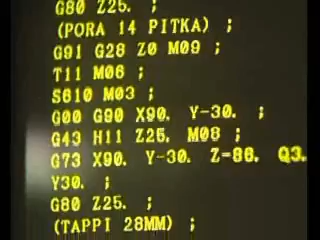 G80 Z25. ;
(PORA 14 PITKA) ;
G91 G28 Z0 M09 ;
T11 M06 ;
S610 M03 ;
G00 G90 X90. Y-30. ;
G43 H11 Z25. M08 ;
G73 X90. Y-30. Z-86. Q3.
Y30. ;
G80 Z25. ;
(TAPPI 28MM) ;